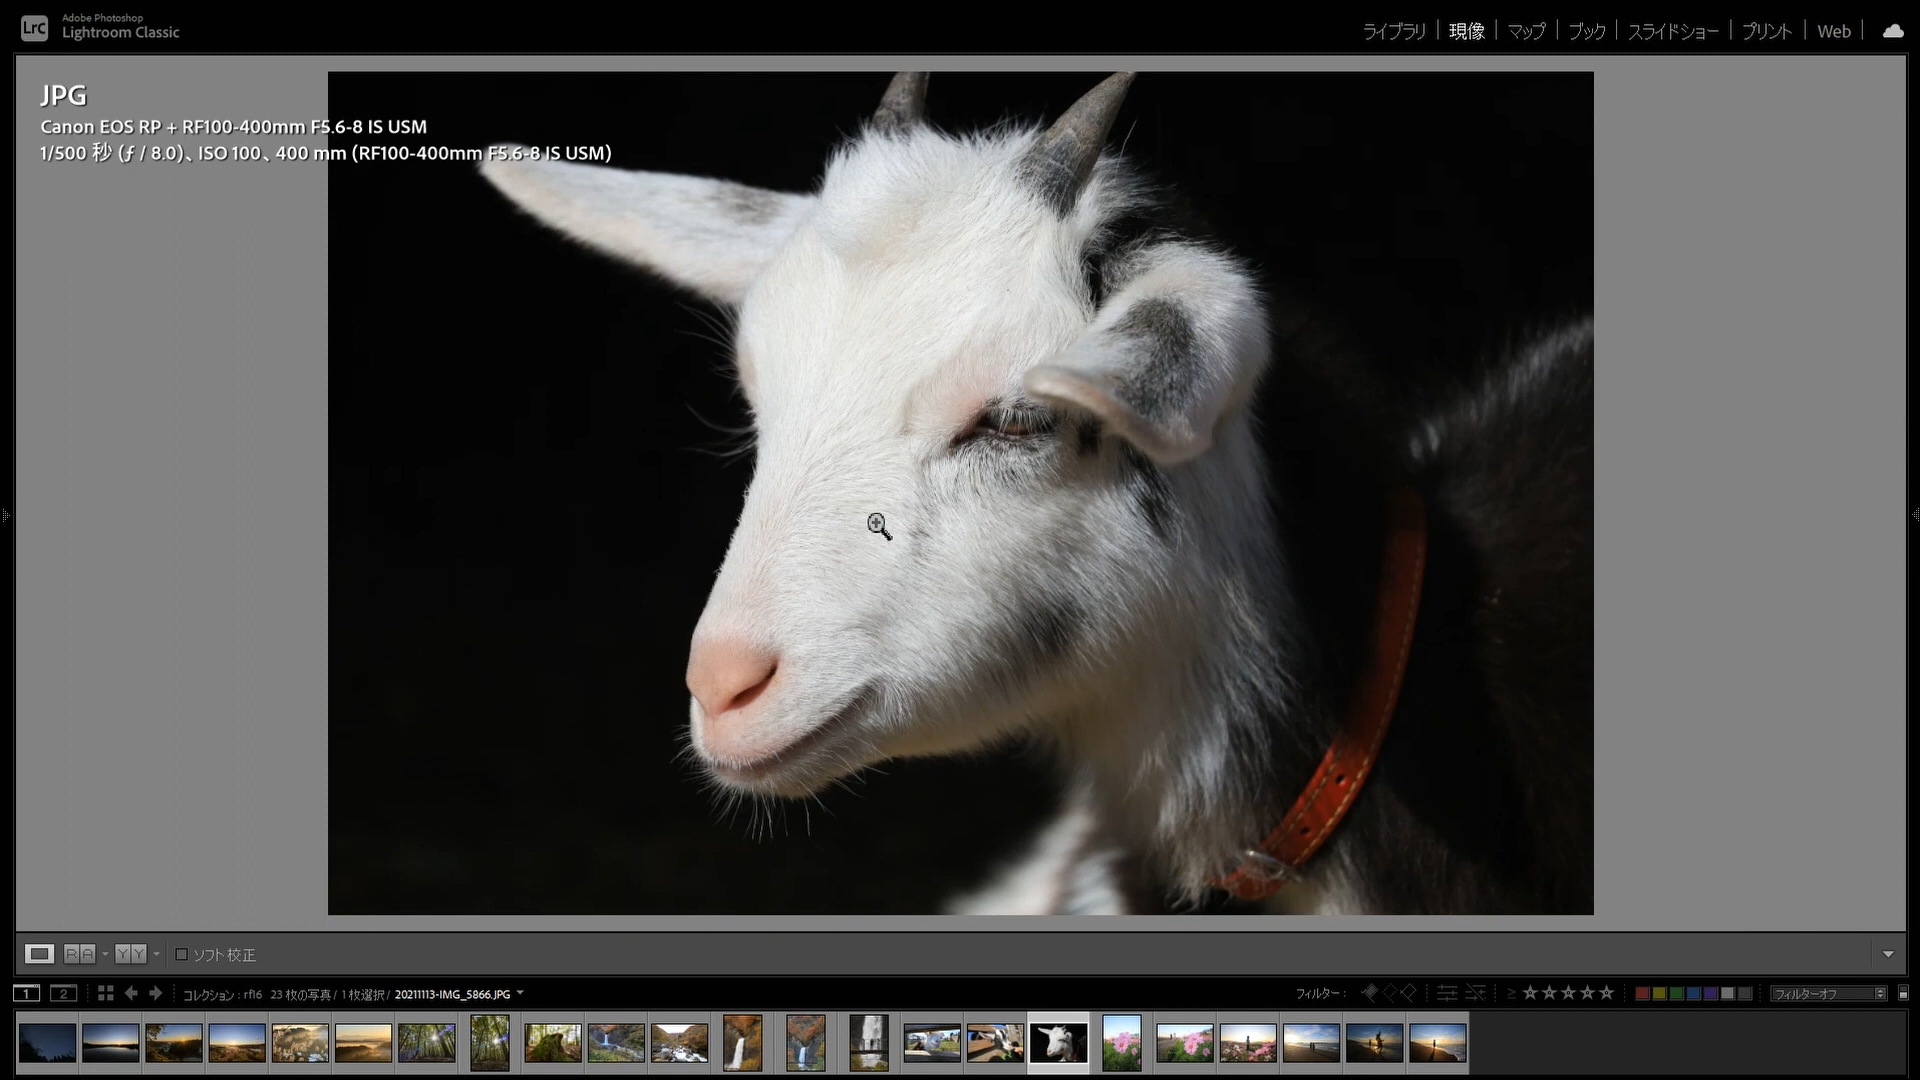 LrC
Adobe Photoshop
Lightroom Classic
ライブラリ 現像 マップ ブック スライドショー プリント Web
JPG
Canon EOS RP + RF100-400mm F5.6-8 IS USM
1/500 秒 (ƒ / 8.0)、ISO 100、400 mm (RF100-400mm F5.6-8 IS USM)
R A Y Y ソフト校正
1 2 コレクション : rf16 23 枚の写真 / 1 枚選択 / 20211113-IMG_5866.JPG フィルター : ≥ フィルターオフ